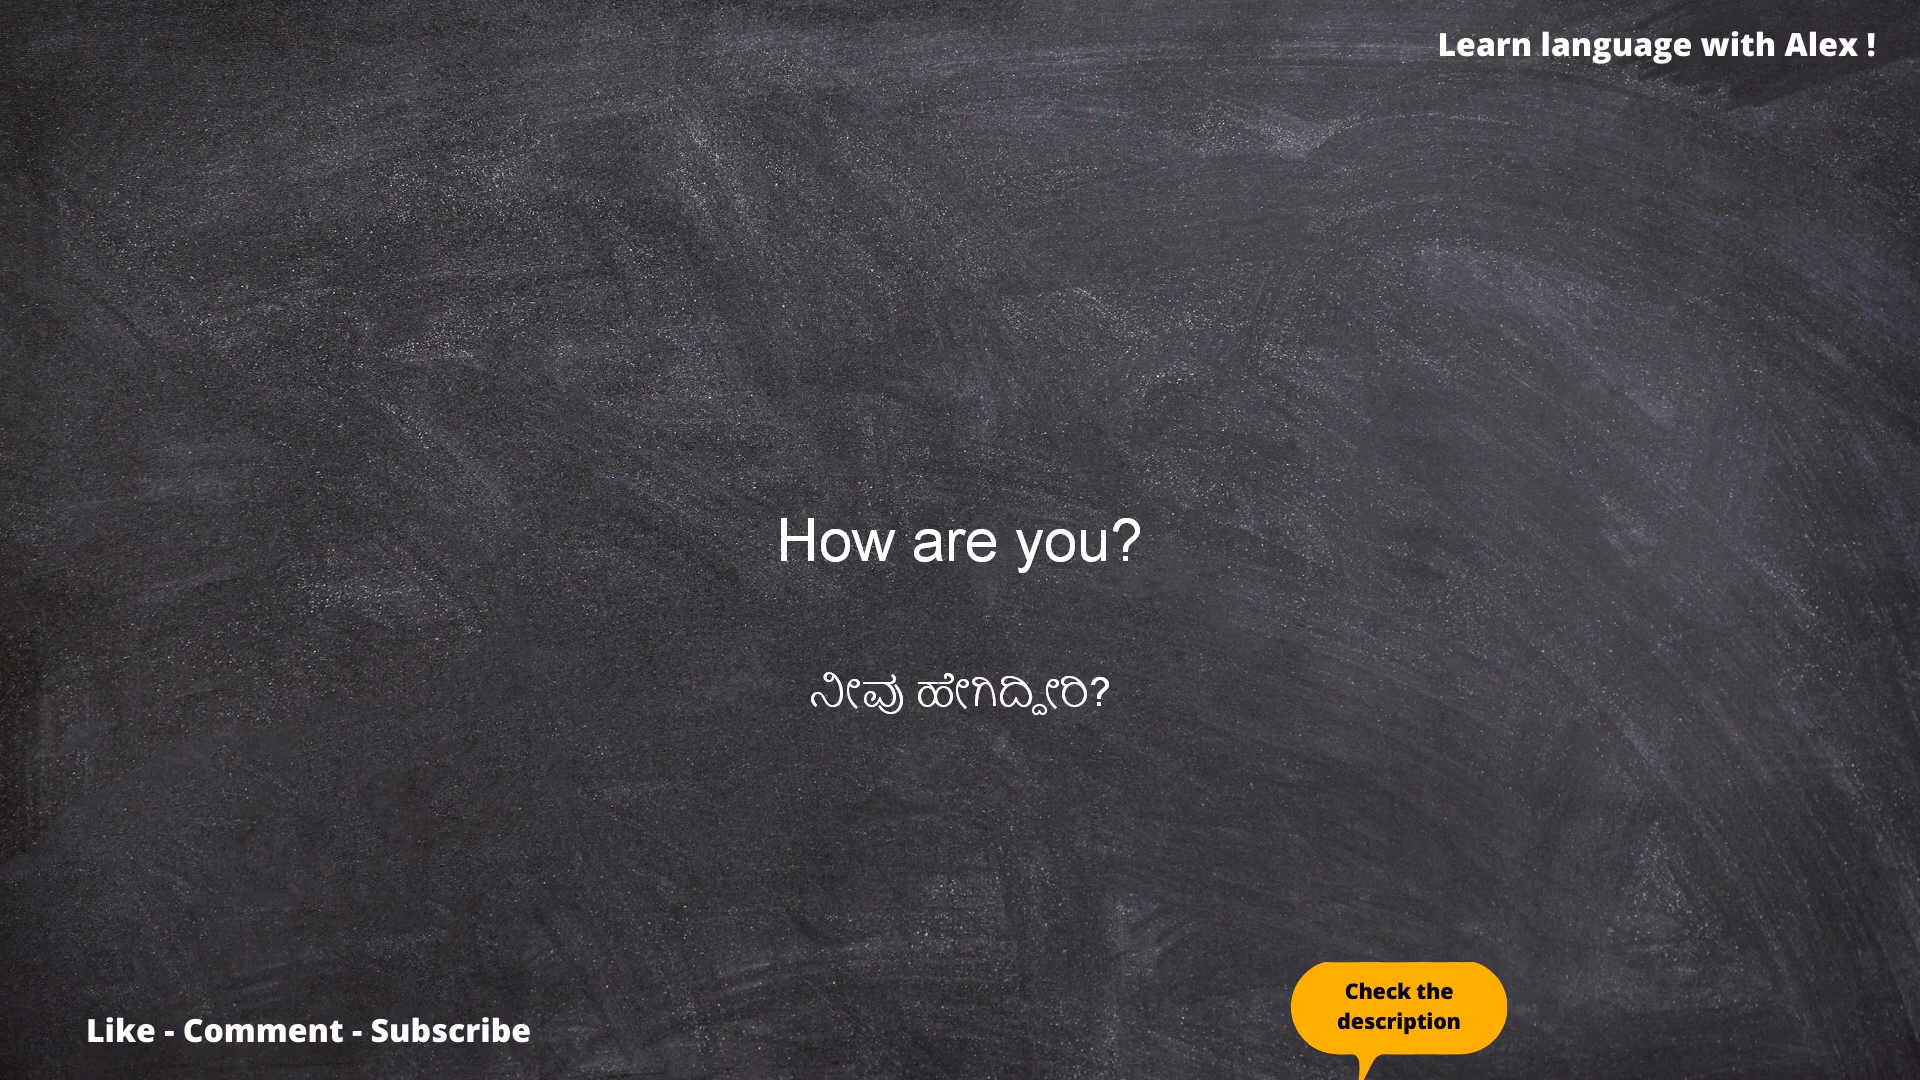 Learn language with Alex !
How are you?
ನೀವು ಹೇಗಿದ್ದೀರಿ?
Check the
description
Like - Comment - Subscribe